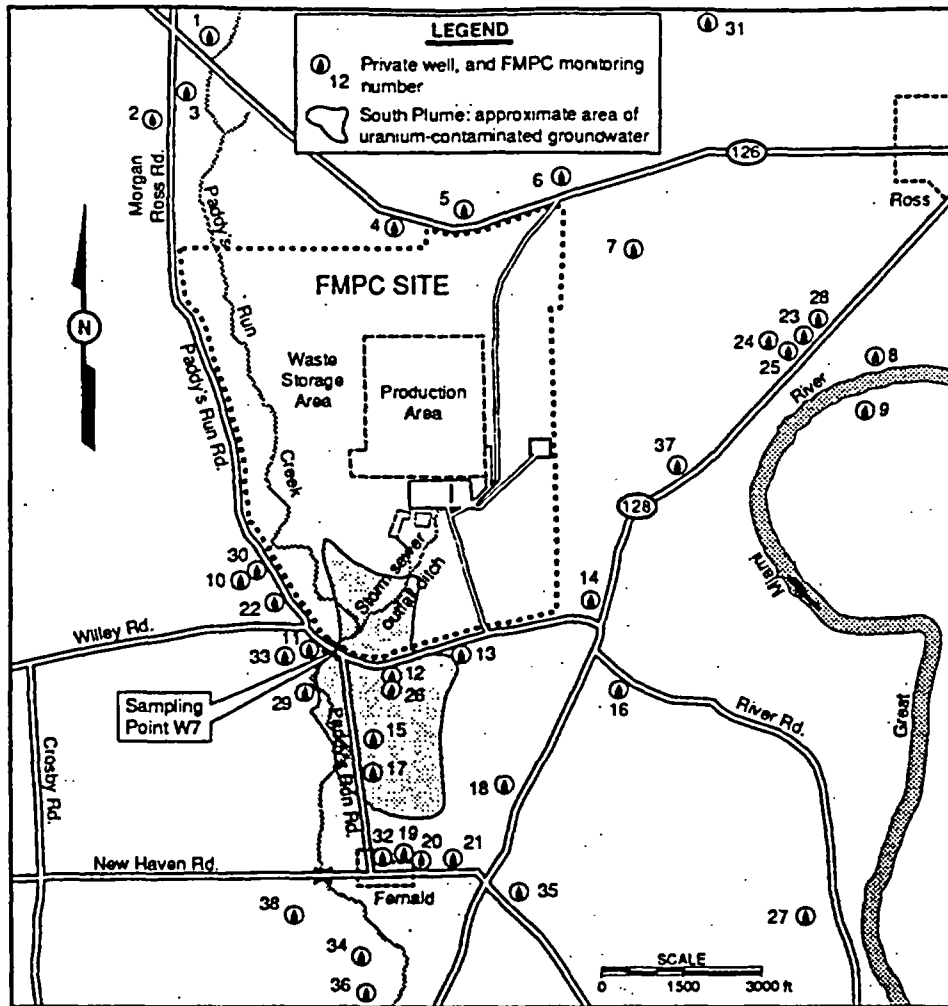 LEGEND
12
Private well, and FMPC monitoring
number
South Plume: approximate area of
uranium-contaminated groundwater
1
31
2
3
Morgan
Ross Rd.
126
6
5
4
Ross
Paddy's
Run
Creek
7
FMPC SITE
N
28
23
24
25
8
River
9
Waste
Storage
Area
Production
Area
Paddy's Run Rd.
37
128
Storm sewer
outfall ditch
Miami
30
10
22
14
Willey Rd.
11
33
13
12
26
29
16
Sampling
Point W7
Great
River Rd.
15
17
Paddy's Run Rd.
Crosby Rd.
18
32
19
20
21
New Haven Rd.
Fernald
35
38
27
34
36
SCALE
0
1500
3000 ft